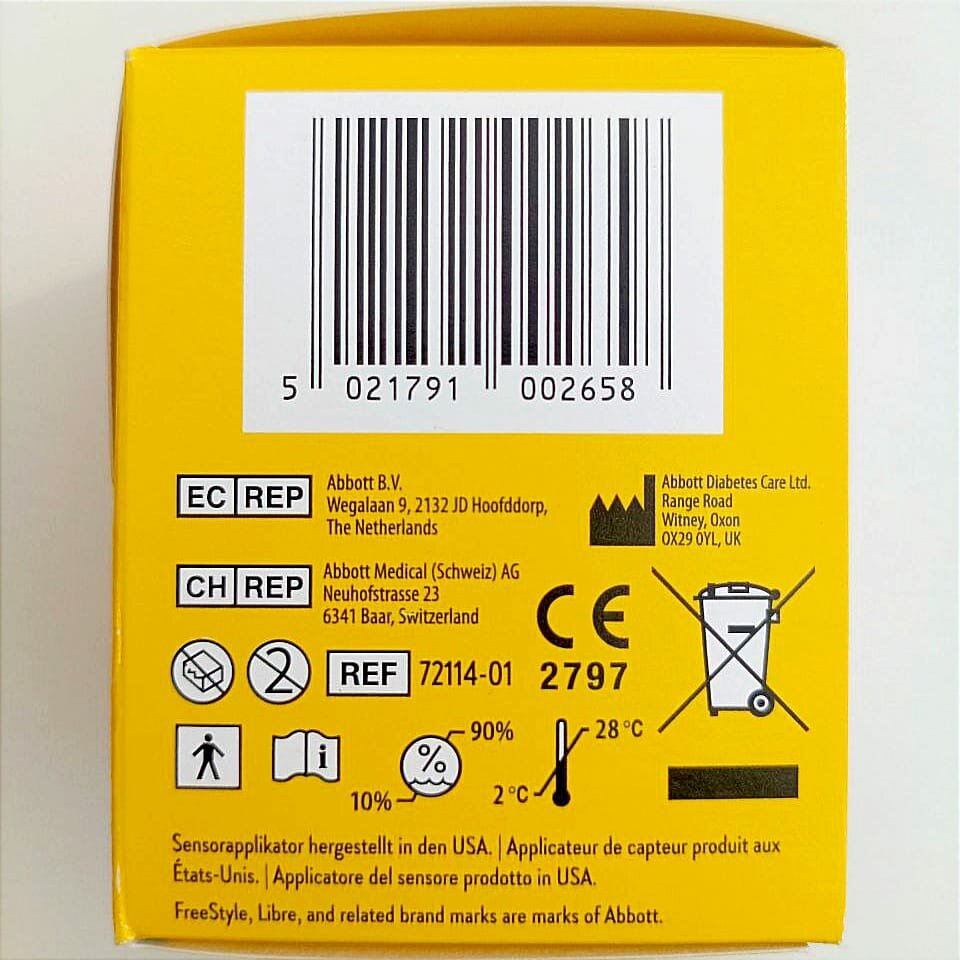 5 021791 002658
EC REP
Abbott B.V.
Wegalaan 9, 2132 JD Hoofddorp,
The Netherlands
Abbott Diabetes Care Ltd.
Range Road
Witney, Oxon
OX29 0YL, UK
CH REP
Abbott Medical (Schweiz) AG
Neuhofstrasse 23
6341 Baar, Switzerland
CE
2797
2
REF 72114-01
i
%
90%
10%
28 °C
2 °C
Sensorapplikator hergestellt in den USA. | Applicateur de capteur produit aux
États-Unis. | Applicatore del sensore prodotto in USA.
FreeStyle, Libre, and related brand marks are marks of Abbott.